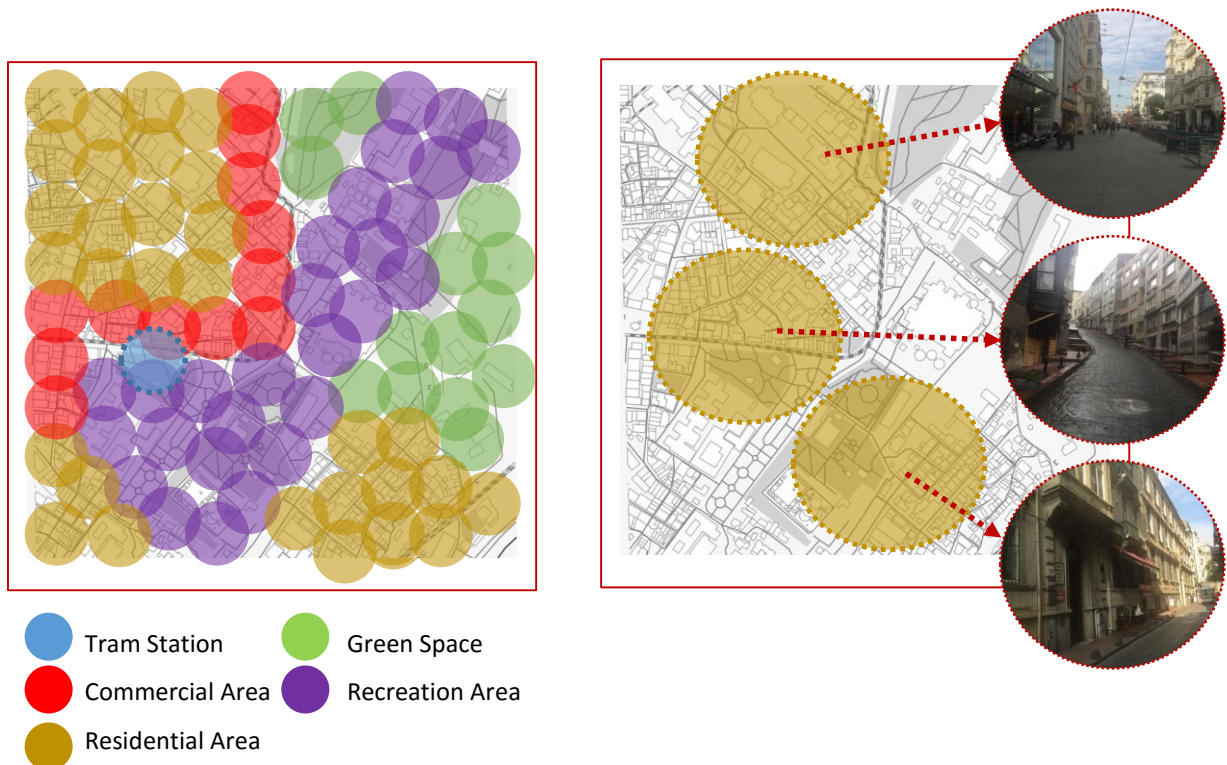 Tram Station
Green Space
Commercial Area
Recreation Area
Residential Area